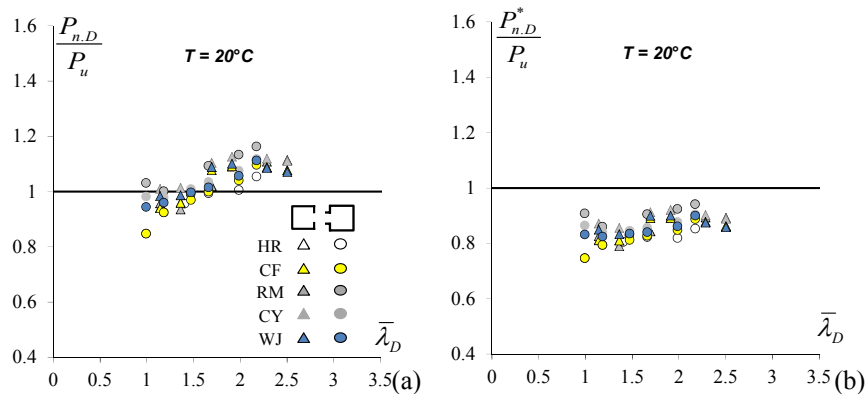 P_{n.D}
P_u
T = 20°C
1.6
1.4
1.2
1
0.8
0.6
0.4
HR
CF
RM
CY
WJ
λ̅_D
0 0.5 1 1.5 2 2.5 3 3.5
(a)
P*_{n.D}
P_u
T = 20°C
1.6
1.4
1.2
1
0.8
0.6
0.4
λ̅_D
0 0.5 1 1.5 2 2.5 3 3.5
(b)